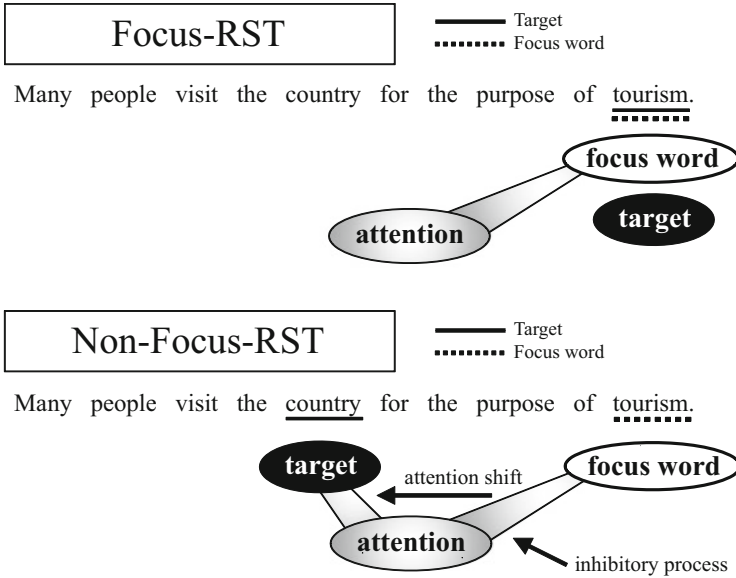 Focus-RST
Target
Focus word
Many people visit the country for the purpose of tourism.
focus word
target
attention
Non-Focus-RST
Target
Focus word
Many people visit the country for the purpose of tourism.
target
attention shift
focus word
attention
inhibitory process